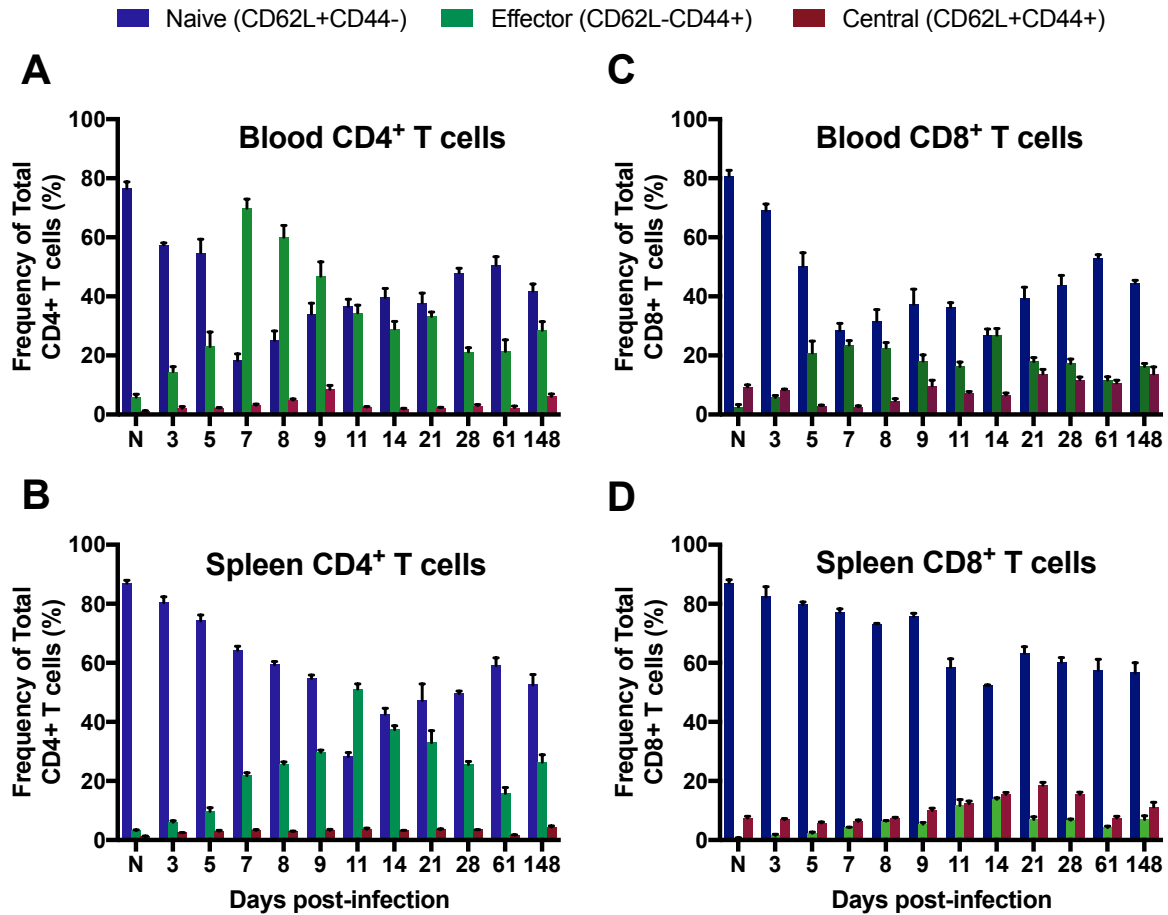 Naive (CD62L+CD44-) Effector (CD62L-CD44+) Central (CD62L+CD44+)
A
Blood CD4+ T cells
Frequency of Total
CD4+ T cells (%)
100
80
60
40
20
0
N 3 5 7 8 9 11 14 21 28 61 148
B
Spleen CD4+ T cells
Frequency of Total
CD4+ T cells (%)
100
80
60
40
20
0
N 3 5 7 8 9 11 14 21 28 61 148
Days post-infection
C
Blood CD8+ T cells
Frequency of Total
CD8+ T cells (%)
100
80
60
40
20
0
N 3 5 7 8 9 11 14 21 28 61 148
D
Spleen CD8+ T cells
Frequency of Total
CD8+ T cells (%)
100
80
60
40
20
0
N 3 5 7 8 9 11 14 21 28 61 148
Days post-infection